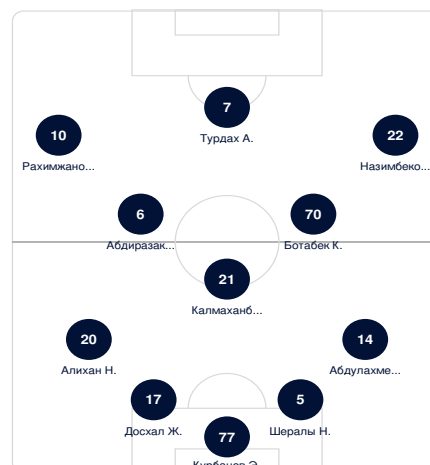 7
Турдах А.
10
Рахимжано...
22
Назимбеко...
6
Абдиразак...
70
Ботабек К.
21
Калмаханб...
20
Алихан Н.
14
Абдулахме...
17
Досхал Ж.
5
Шералы Н.
77
Курбанов Э.